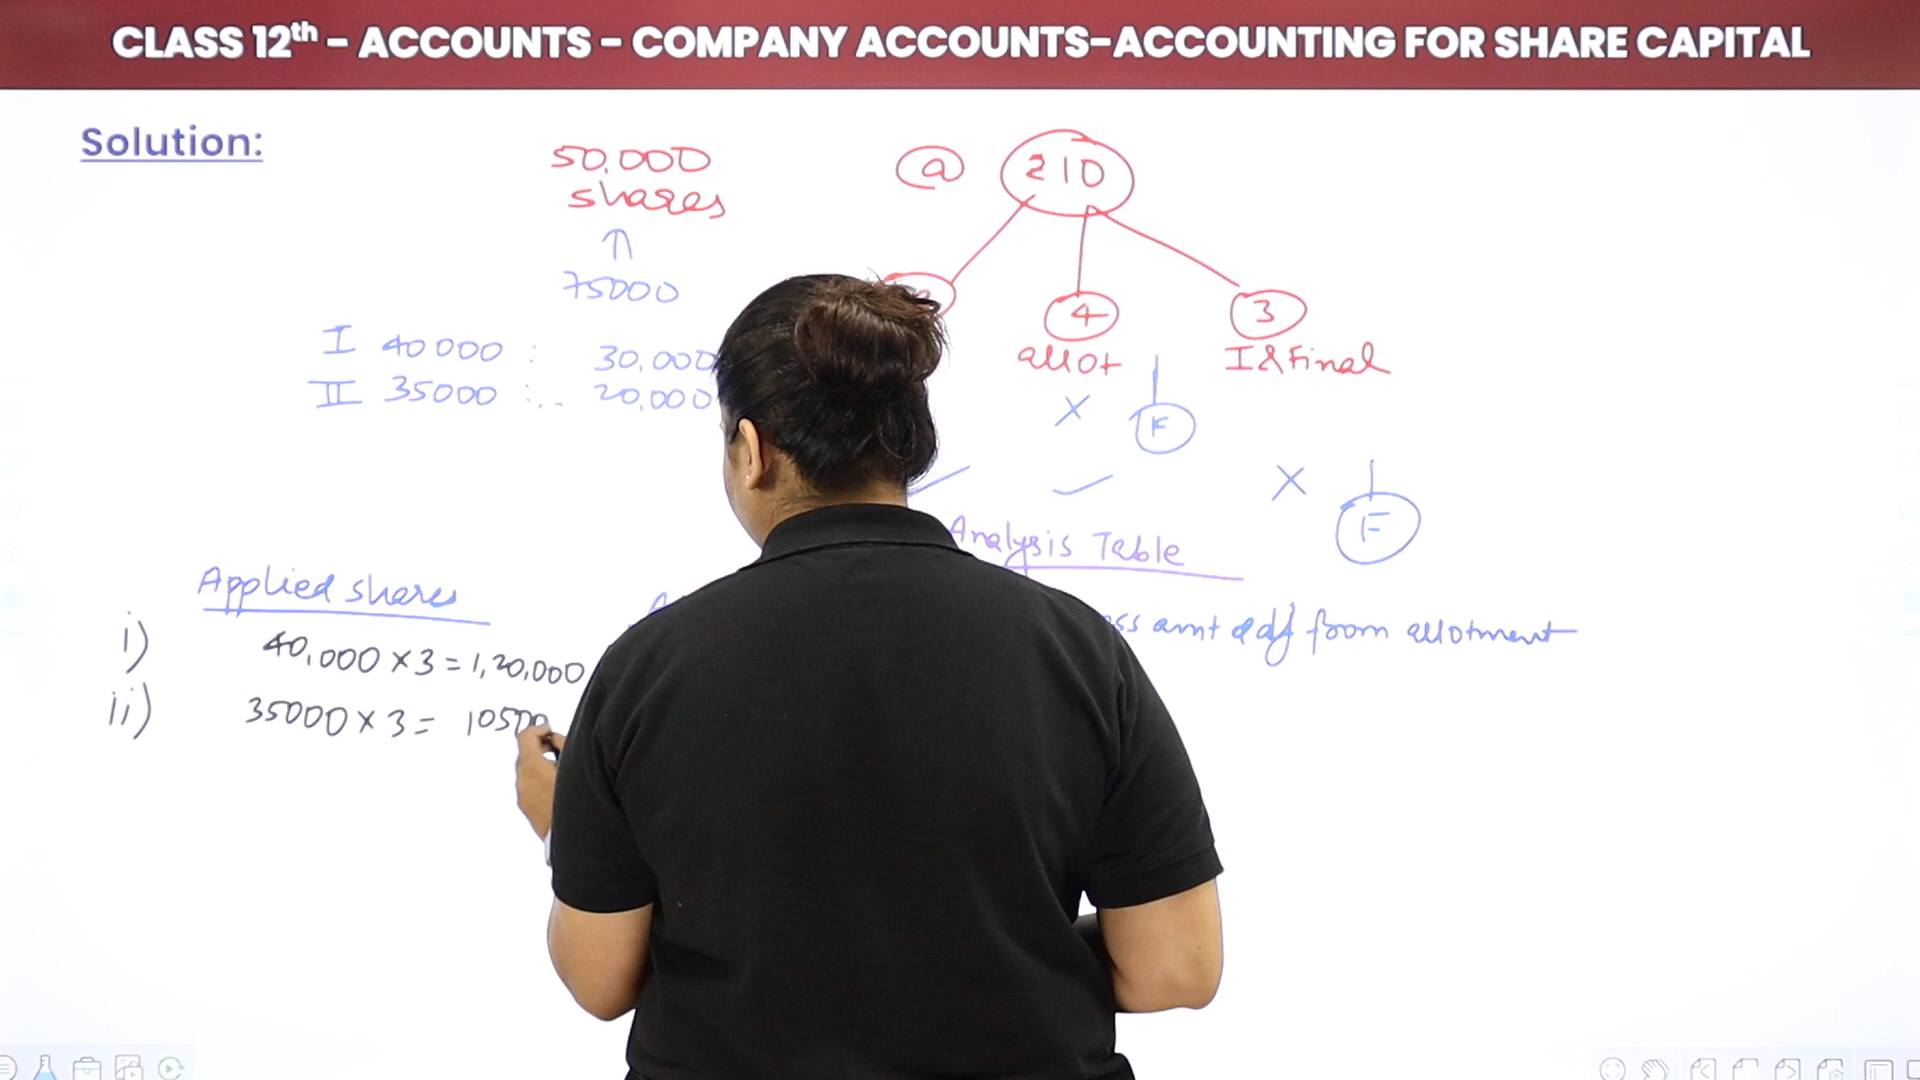 CLASS 12th - ACCOUNTS - COMPANY ACCOUNTS-ACCOUNTING FOR SHARE CAPITAL
Solution:
50,000 shares
@ ₹10
75000
4 allot
3 I & Final
I 40000 : 30,000
II 35000 : 20,000
X F
X F
Analysis Table
Applied shares
amt adj from allotment
i) 40,000 × 3 = 1,20,000
ii) 35000 × 3 = 10500